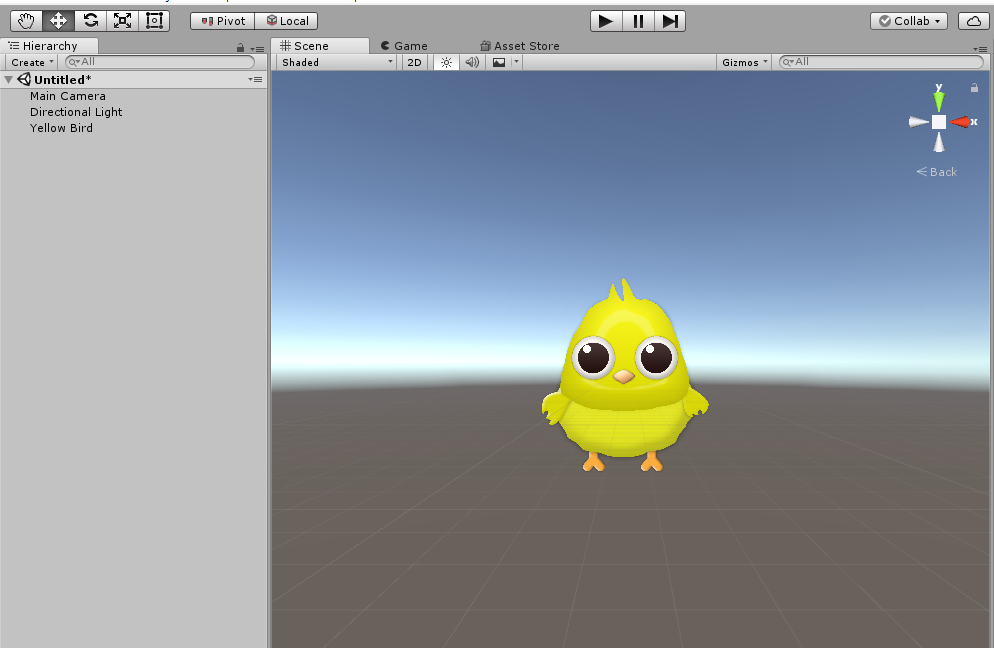 Pivot Local Collab
Hierarchy Scene Game Asset Store
Create All Shaded 2D Gizmos All
Untitled*
Main Camera
Directional Light
Yellow Bird
y
x
Back